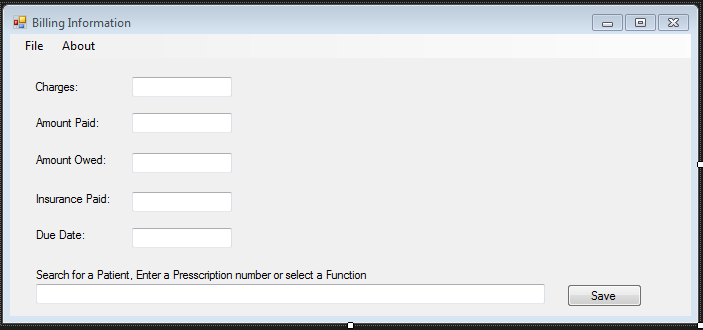 Billing Information
File About
Charges:
Amount Paid:
Amount Owed:
Insurance Paid:
Due Date:
Search for a Patient, Enter a Presscription number or select a Function
Save